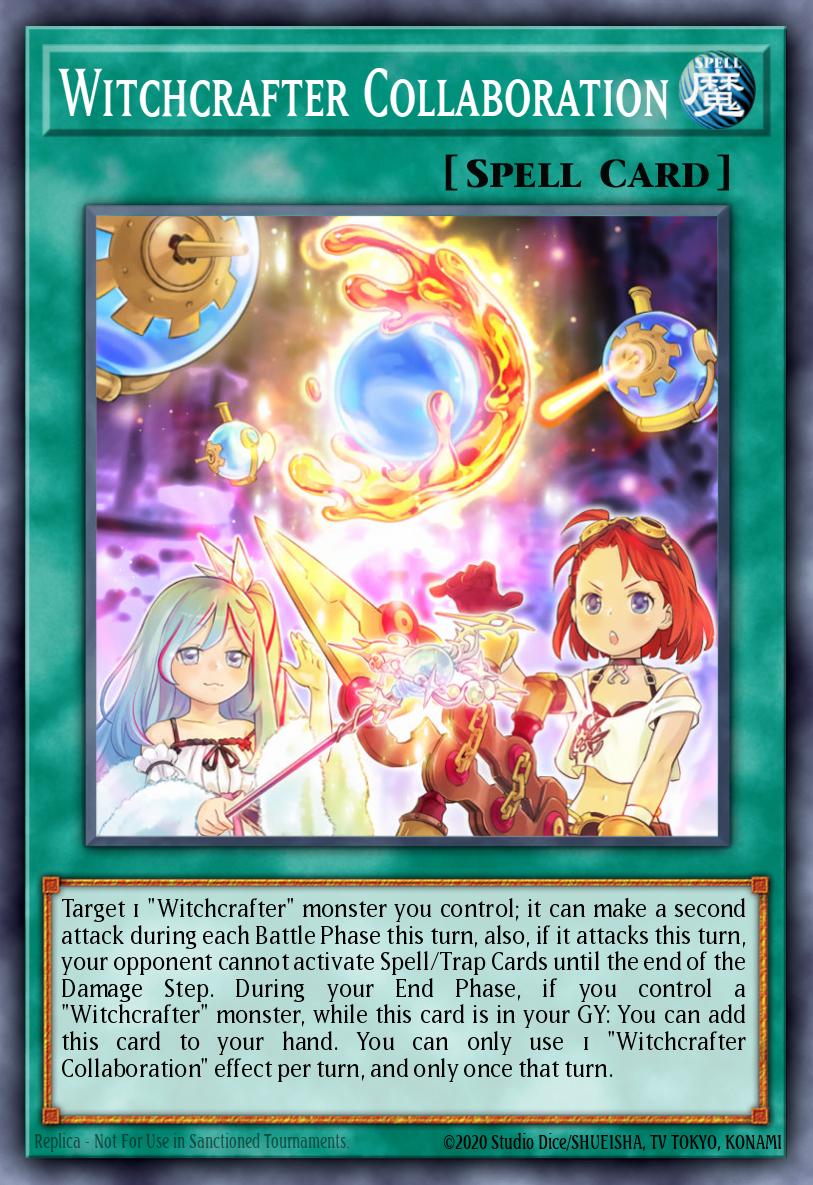 WITCHCRAFTER COLLABORATION
SPELL
魔
[SPELL CARD]
Target 1 "Witchcrafter" monster you control; it can make a second
attack during each Battle Phase this turn, also, if it attacks this turn,
your opponent cannot activate Spell/Trap Cards until the end of the
Damage Step. During your End Phase, if you control a
"Witchcrafter" monster, while this card is in your GY: You can add
this card to your hand. You can only use 1 "Witchcrafter
Collaboration" effect per turn, and only once that turn.
Replica - Not For Use in Sanctioned Tournaments.
©2020 Studio Dice/SHUEISHA, TV TOKYO, KONAMI